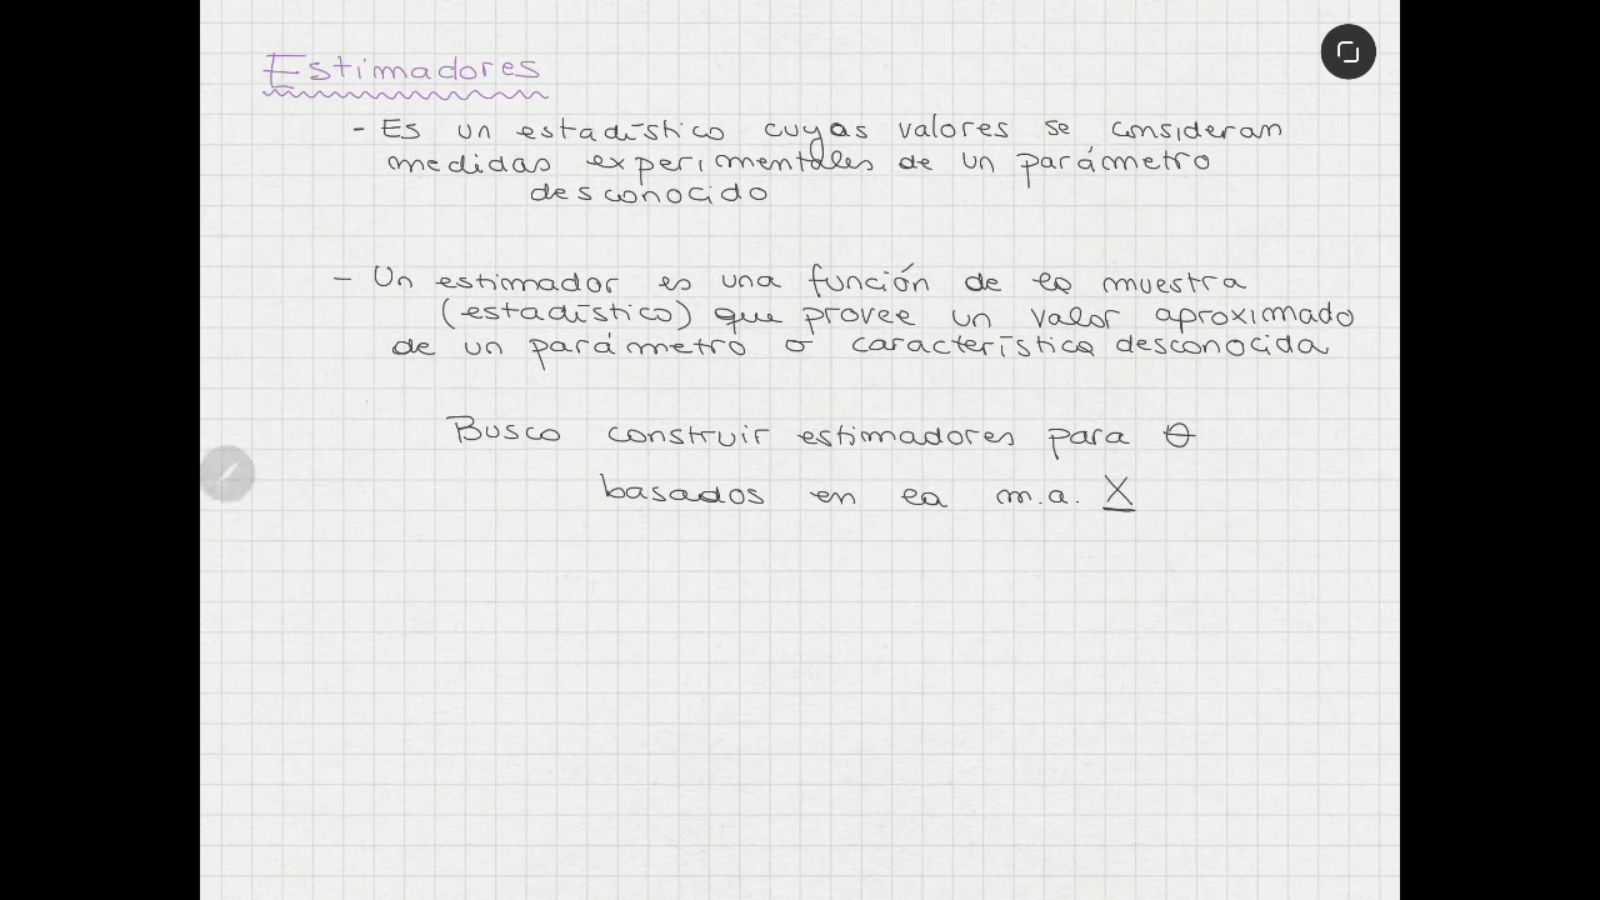 Estimadores
- Es un estadístico cuyas valores se consideran
medidas experimentales de un parámetro
desconocido
- Un estimador es una función de la muestra
(estadístico) que provee un valor aproximado
de un parámetro o característica desconocida
Busco construir estimadores para θ
basados en la m.a. X